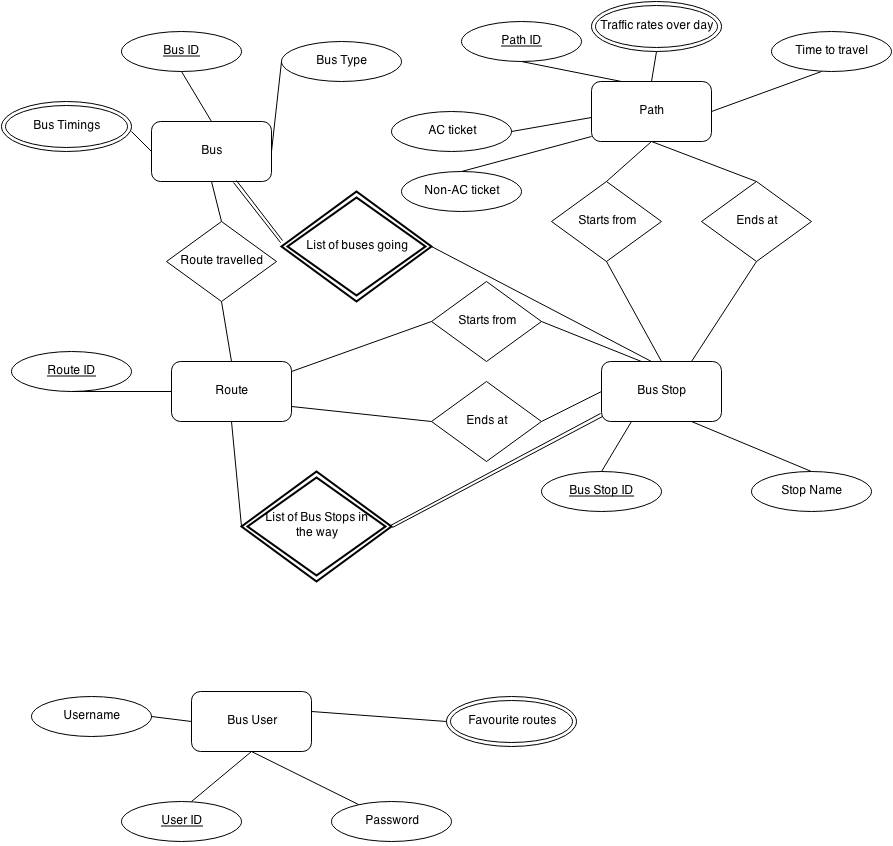 Traffic rates over day
Bus ID
Path ID
Time to travel
Bus Type
Bus Timings
Bus
Path
AC ticket
Non-AC ticket
List of buses going
Starts from
Ends at
Route travelled
Starts from
Route ID
Route
Bus Stop
Ends at
Bus Stop ID
Stop Name
List of Bus Stops in
the way
Username
Bus User
Favourite routes
User ID
Password